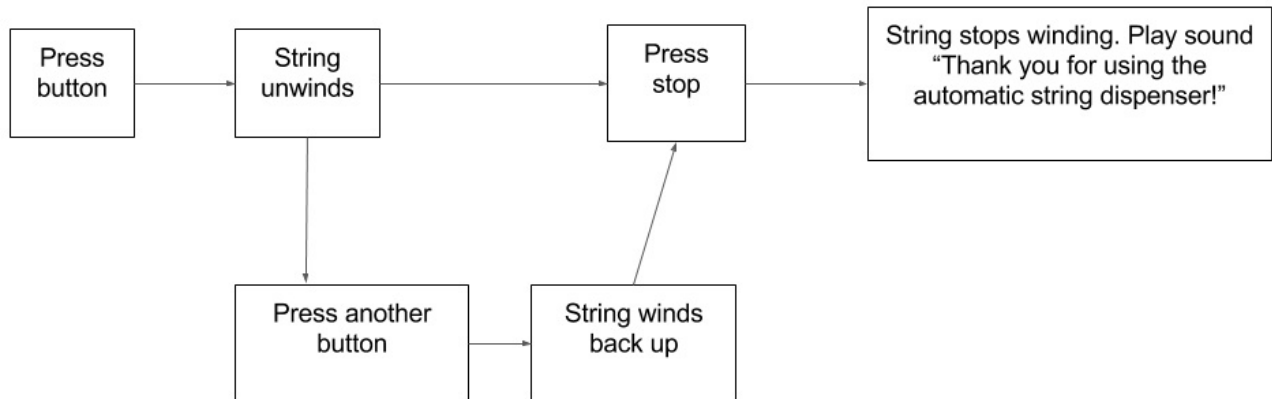 Press
button
String
unwinds
Press
stop
String stops winding. Play sound
“Thank you for using the
automatic string dispenser!”
Press another
button
String winds
back up